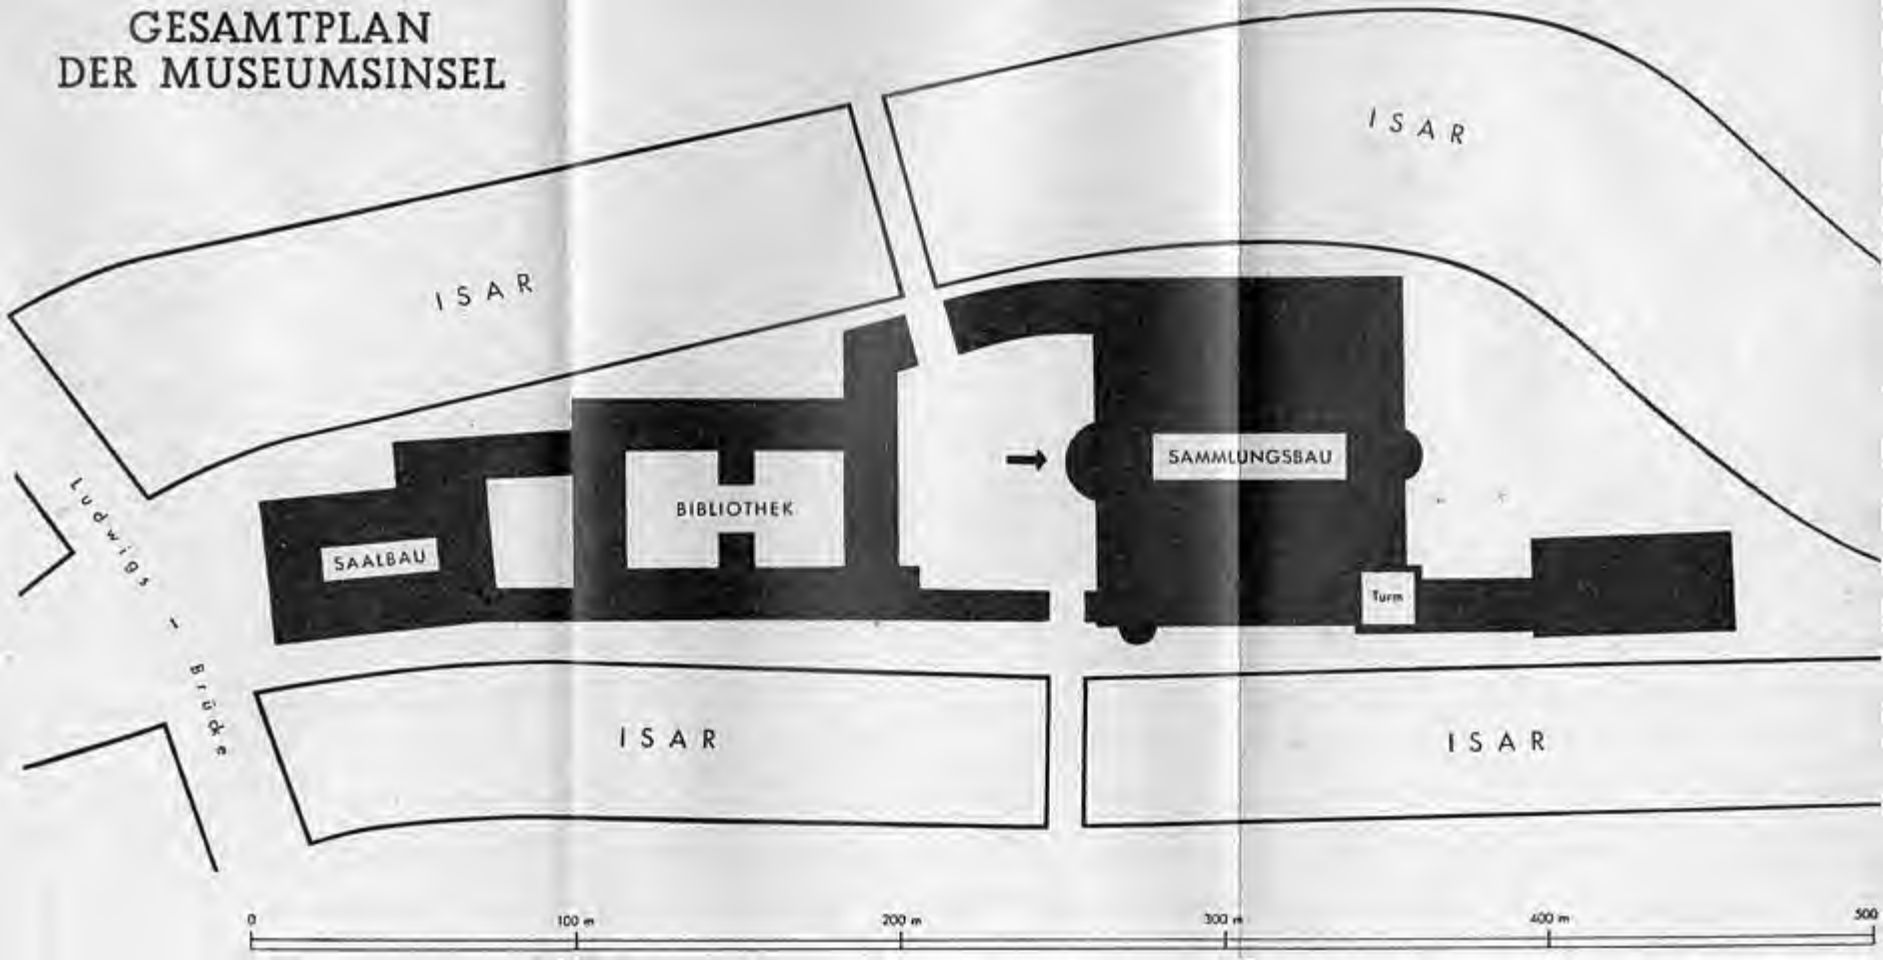 GESAMTPLAN
DER MUSEUMSINSEL
ISAR
ISAR
Ludwigs - Brücke
SAALBAU
BIBLIOTHEK
SAMMLUNGSBAU
Turm
ISAR
ISAR
0 100 m 200 m 300 m 400 m 500